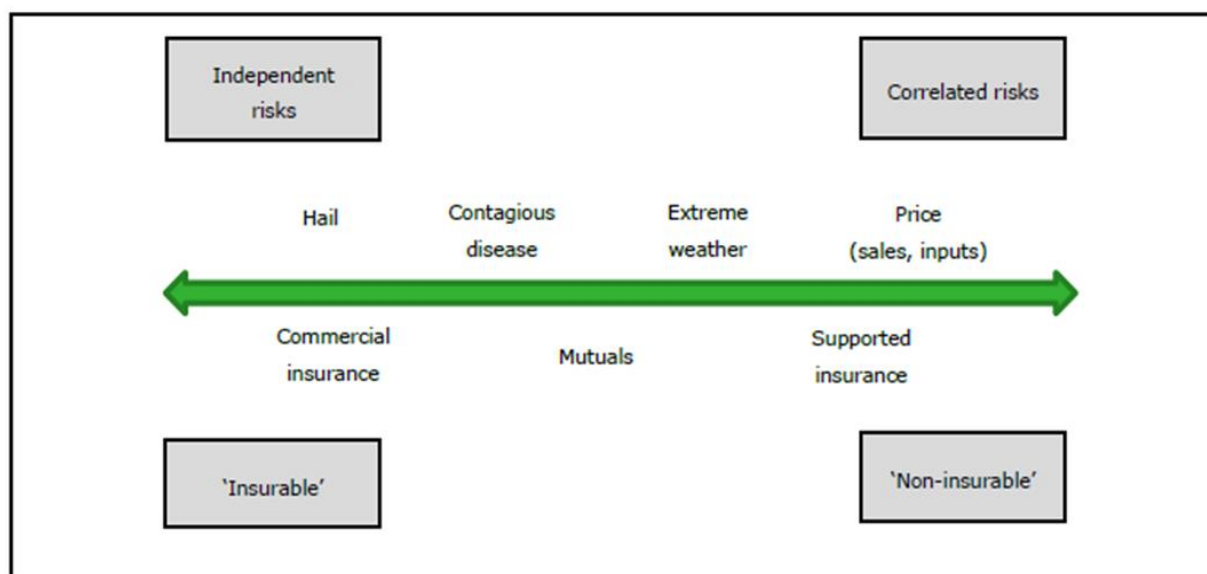 Independent
risks
Correlated risks
Hail
Contagious
disease
Extreme
weather
Price
(sales, inputs)
Commercial
insurance
Mutuals
Supported
insurance
‘Insurable’
‘Non-insurable’